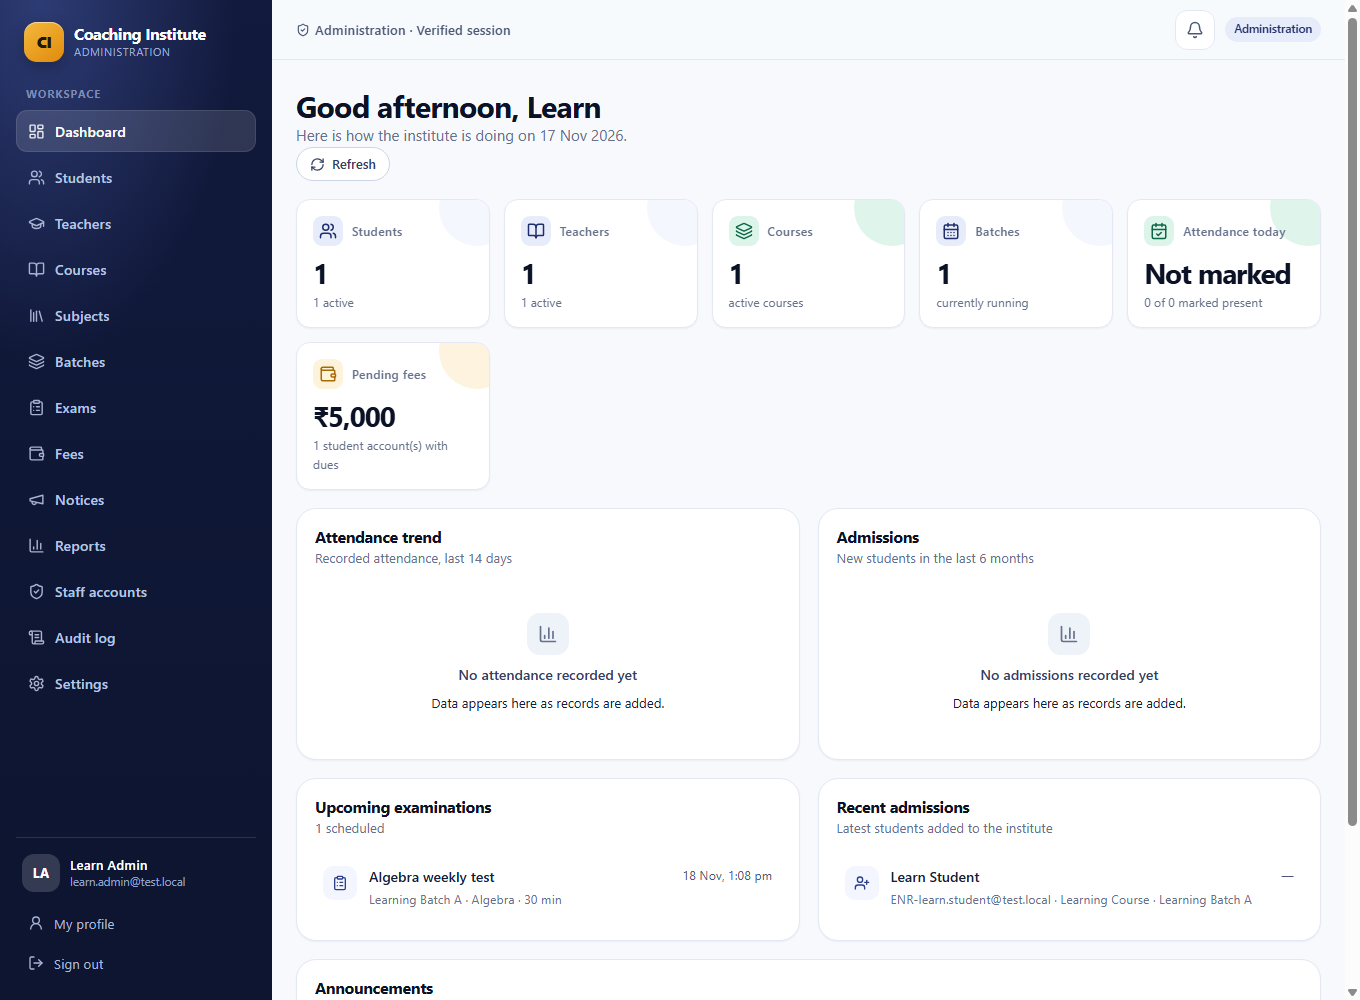 CI
Coaching Institute
ADMINISTRATION
WORKSPACE
Dashboard
Students
Teachers
Courses
Subjects
Batches
Exams
Fees
Notices
Reports
Staff accounts
Audit log
Settings
LA
Learn Admin
learn.admin@test.local
My profile
Sign out
Administration · Verified session
Administration
Good afternoon, Learn
Here is how the institute is doing on 17 Nov 2026.
Refresh
Students
1
1 active
Teachers
1
1 active
Courses
1
active courses
Batches
1
currently running
Attendance today
Not marked
0 of 0 marked present
Pending fees
₹5,000
1 student account(s) with
dues
Attendance trend
Recorded attendance, last 14 days
No attendance recorded yet
Data appears here as records are added.
Admissions
New students in the last 6 months
No admissions recorded yet
Data appears here as records are added.
Upcoming examinations
1 scheduled
Algebra weekly test
18 Nov, 1:08 pm
Learning Batch A · Algebra · 30 min
Recent admissions
Latest students added to the institute
Learn Student
—
ENR-learn.student@test.local · Learning Course · Learning Batch A
Announcements